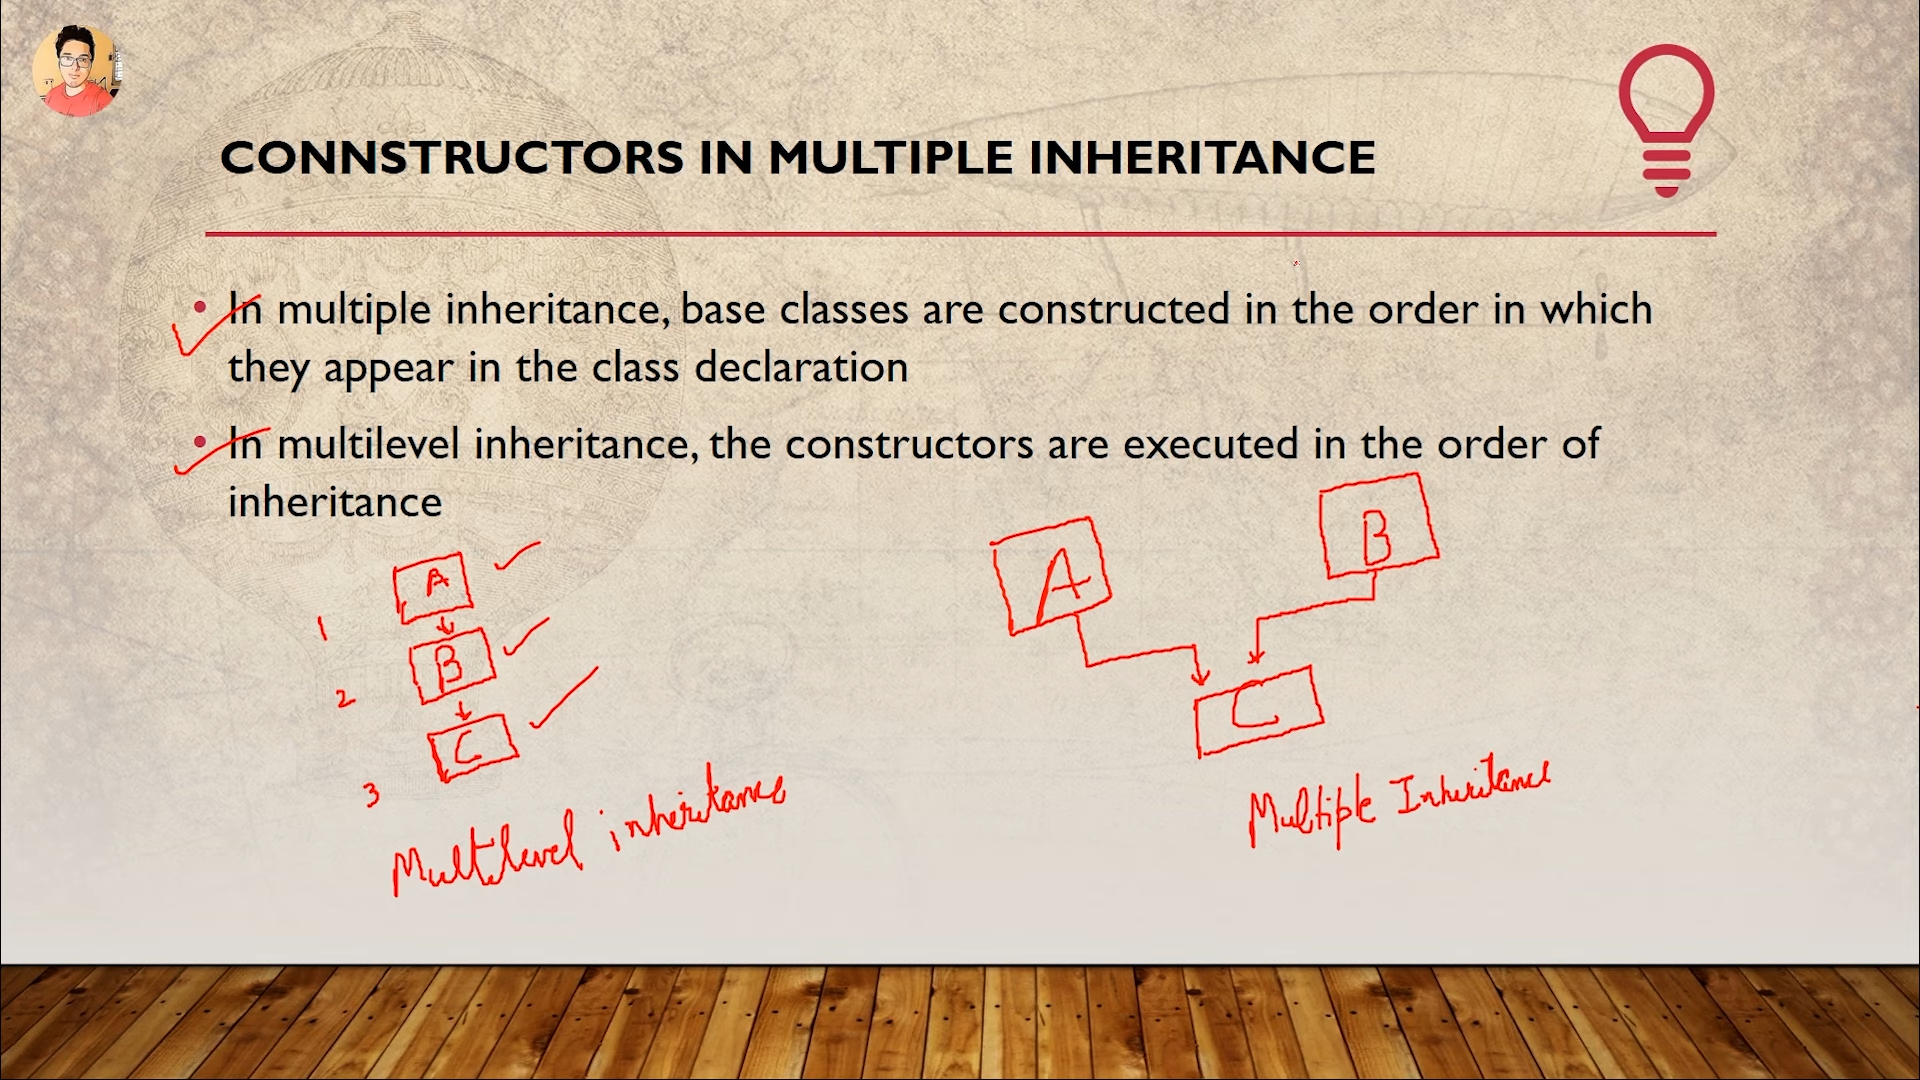 CONNSTRUCTORS IN MULTIPLE INHERITANCE
• In multiple inheritance, base classes are constructed in the order in which
they appear in the class declaration
• In multilevel inheritance, the constructors are executed in the order of
inheritance
A
1
B
2
C
3
Multilevel inheritance
A
B
C
Multiple Inheritance